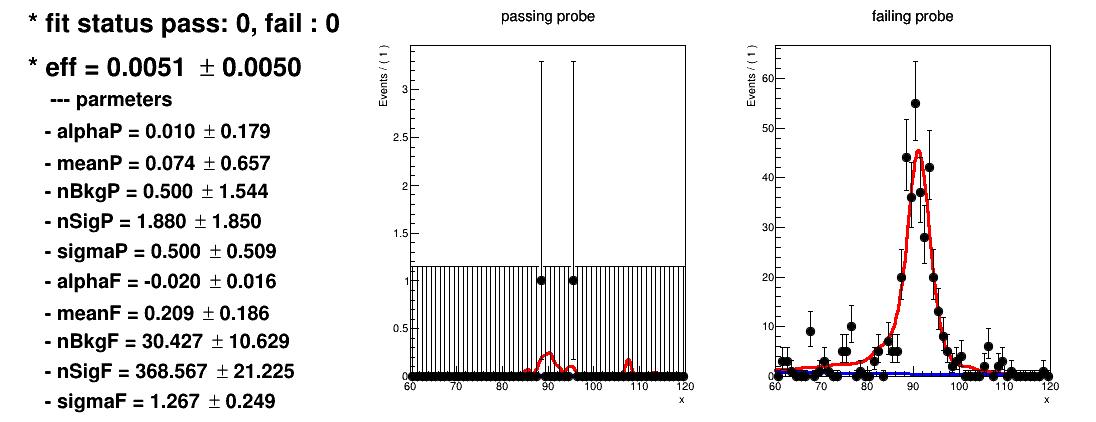 * fit status pass: 0, fail : 0
* eff = 0.0051 ± 0.0050
--- parmeters
- alphaP = 0.010 ± 0.179
- meanP = 0.074 ± 0.657
- nBkgP = 0.500 ± 1.544
- nSigP = 1.880 ± 1.850
- sigmaP = 0.500 ± 0.509
- alphaF = -0.020 ± 0.016
- meanF = 0.209 ± 0.186
- nBkgF = 30.427 ± 10.629
- nSigF = 368.567 ± 21.225
- sigmaF = 1.267 ± 0.249
passing probe
Events / ( 1 )
3
2.5
2
1.5
1
0.5
0
60 70 80 90 100 110 120
x
failing probe
Events / ( 1 )
60
50
40
30
20
10
0
60 70 80 90 100 110 120
x